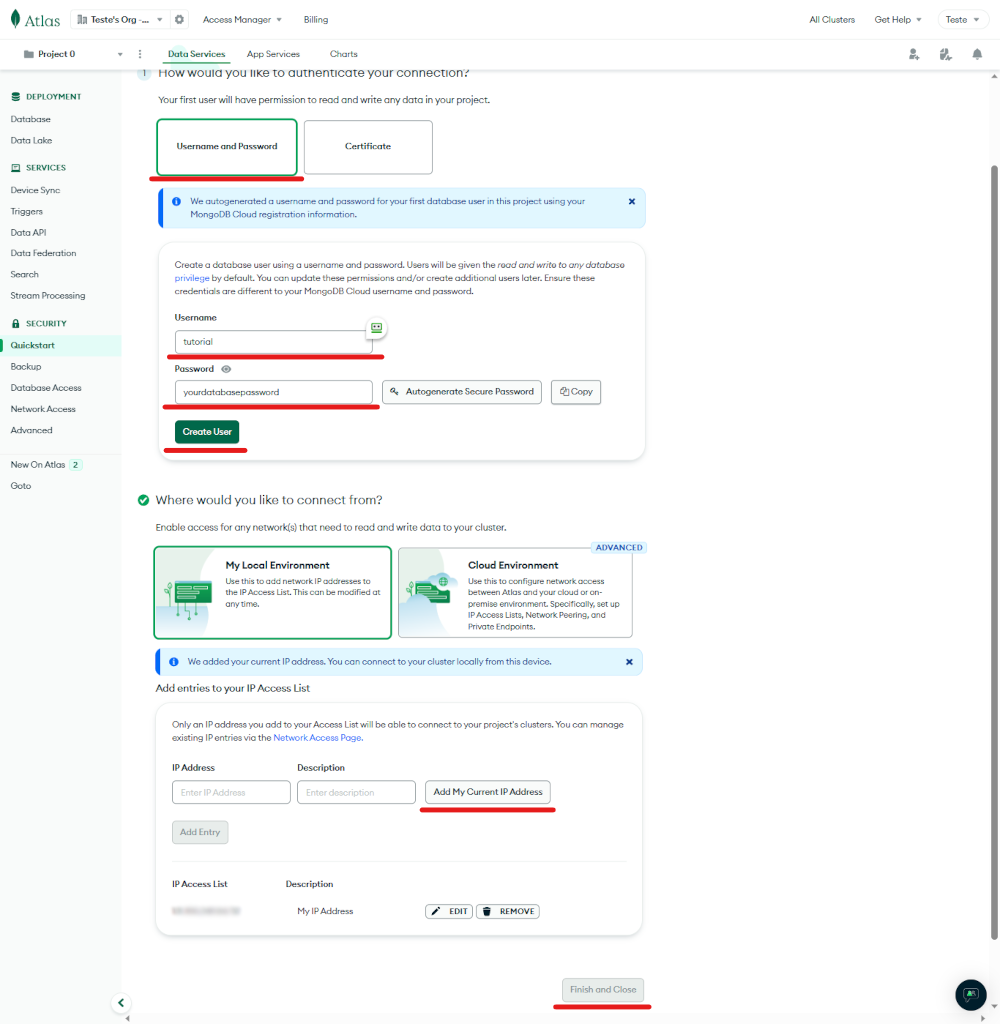 Atlas
Teste's Org -...
Access Manager
Billing
All Clusters
Get Help
Teste
Project 0
Data Services
App Services
Charts
DEPLOYMENT
Database
Data Lake
SERVICES
Device Sync
Triggers
Data API
Data Federation
Search
Stream Processing
SECURITY
Quickstart
Backup
Database Access
Network Access
Advanced
New On Atlas 2
Goto
1 How would you like to authenticate your connection?
Your first user will have permission to read and write any data in your project.
Username and Password
Certificate
We autogenerated a username and password for your first database user in this project using your
MongoDB Cloud registration information.
Create a database user using a username and password. Users will be given the read and write to any database
privilege by default. You can update these permissions and/or create additional users later. Ensure these
credentials are different to your MongoDB Cloud username and password.
Username
tutorial
Password
yourdatabasepassword
Autogenerate Secure Password
Copy
Create User
Where would you like to connect from?
Enable access for any network(s) that need to read and write data to your cluster.
My Local Environment
Use this to add network IP addresses to
the IP Access List. This can be modified at
any time.
ADVANCED
Cloud Environment
Use this to configure network access
between Atlas and your cloud or on-
premise environment. Specifically, set up
IP Access Lists, Network Peering, and
Private Endpoints.
We added your current IP address. You can connect to your cluster locally from this device.
Add entries to your IP Access List
Only an IP address you add to your Access List will be able to connect to your project's clusters. You can manage
existing IP entries via the Network Access Page.
IP Address
Description
Enter IP Address
Enter description
Add My Current IP Address
Add Entry
IP Access List
Description
My IP Address
EDIT
REMOVE
Finish and Close